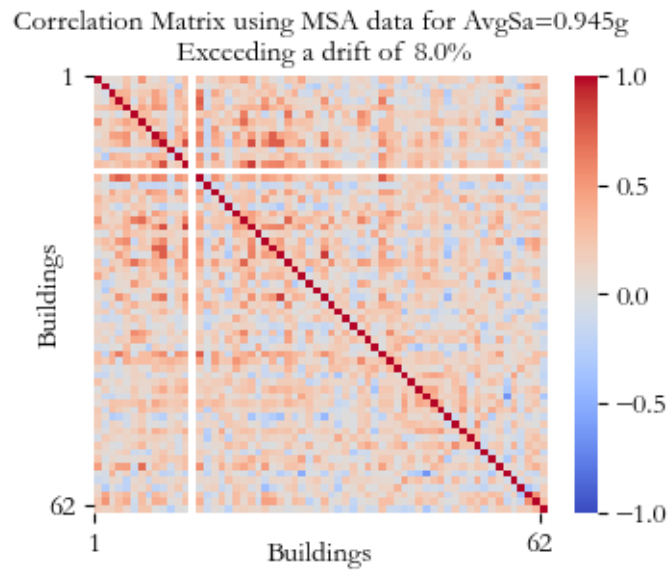 Correlation Matrix using MSA data for AvgSa=0.945g
Exceeding a drift of 8.0%
1
62
Buildings
1
62
Buildings
1.0
0.5
0.0
−0.5
−1.0